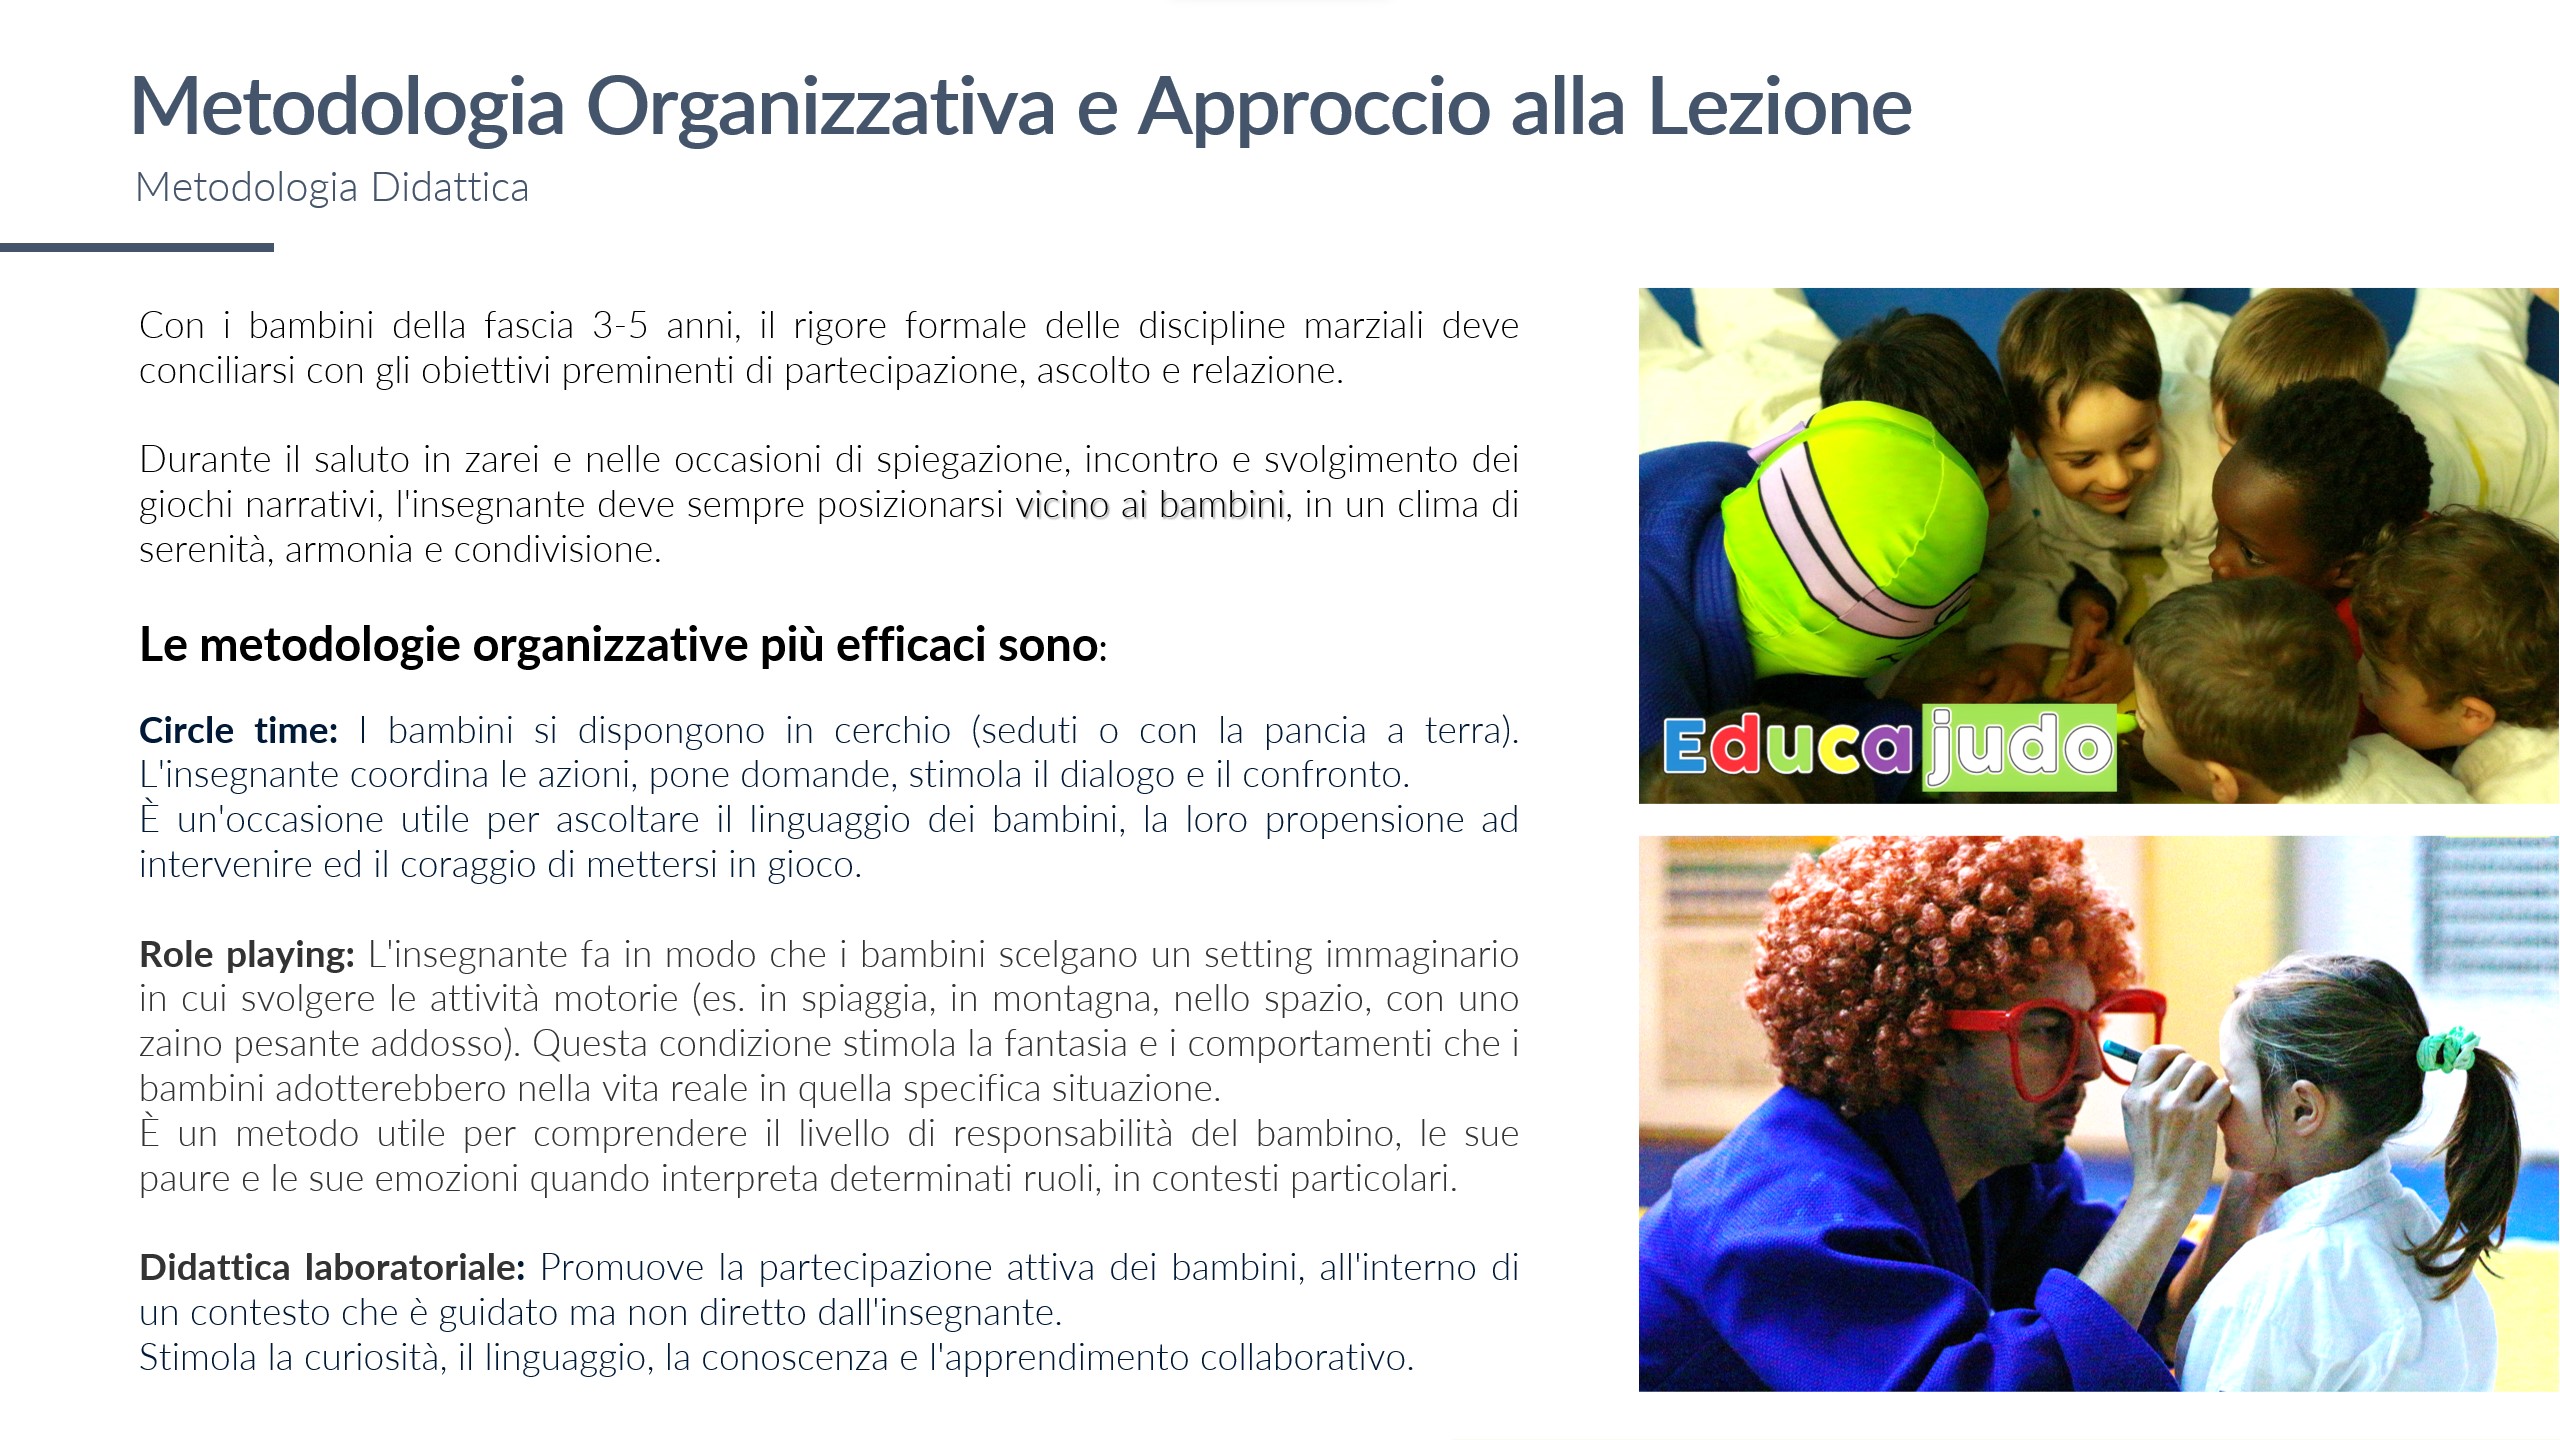 Metodologia Organizzativa e Approccio alla Lezione
Metodologia Didattica
Con i bambini della fascia 3-5 anni, il rigore formale delle discipline marziali deve
conciliarsi con gli obiettivi preminenti di partecipazione, ascolto e relazione.
Durante il saluto in zarei e nelle occasioni di spiegazione, incontro e svolgimento dei
giochi narrativi, l'insegnante deve sempre posizionarsi vicino ai bambini, in un clima di
serenità, armonia e condivisione.
Le metodologie organizzative più efficaci sono:
Circle time: I bambini si dispongono in cerchio (seduti o con la pancia a terra).
L'insegnante coordina le azioni, pone domande, stimola il dialogo e il confronto.
È un'occasione utile per ascoltare il linguaggio dei bambini, la loro propensione ad
intervenire ed il coraggio di mettersi in gioco.
Role playing: L'insegnante fa in modo che i bambini scelgano un setting immaginario
in cui svolgere le attività motorie (es. in spiaggia, in montagna, nello spazio, con uno
zaino pesante addosso). Questa condizione stimola la fantasia e i comportamenti che i
bambini adotterebbero nella vita reale in quella specifica situazione.
È un metodo utile per comprendere il livello di responsabilità del bambino, le sue
paure e le sue emozioni quando interpreta determinati ruoli, in contesti particolari.
Didattica laboratoriale: Promuove la partecipazione attiva dei bambini, all'interno di
un contesto che è guidato ma non diretto dall'insegnante.
Stimola la curiosità, il linguaggio, la conoscenza e l'apprendimento collaborativo.
Educajudo